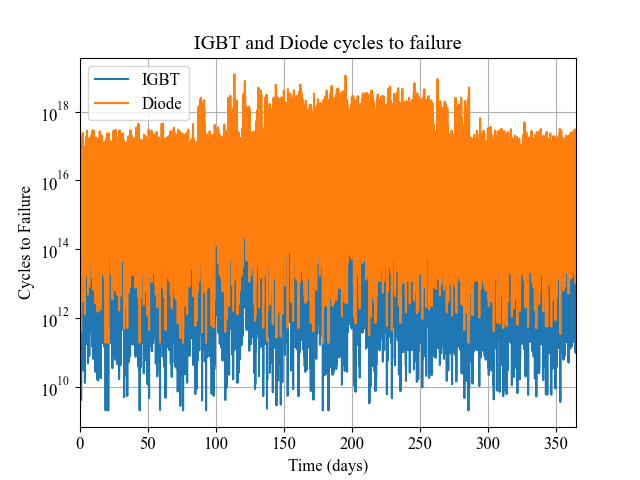 IGBT and Diode cycles to failure
IGBT
Diode
Cycles to Failure
10^18
10^16
10^14
10^12
10^10
0 50 100 150 200 250 300 350
Time (days)